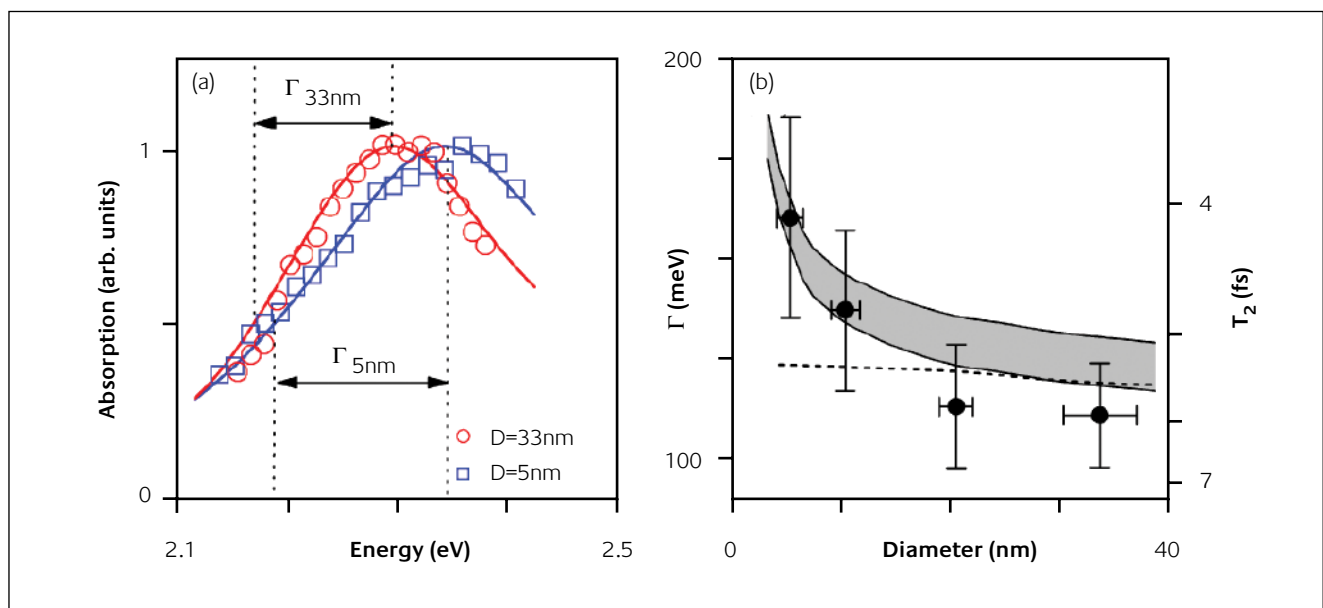 (a)
Γ 33nm
Γ 5nm
1
0
Absorption (arb. units)
D=33nm
D=5nm
2.1
Energy (eV)
2.5
(b)
200
100
Γ (meV)
0
Diameter (nm)
40
4
7
T2 (fs)